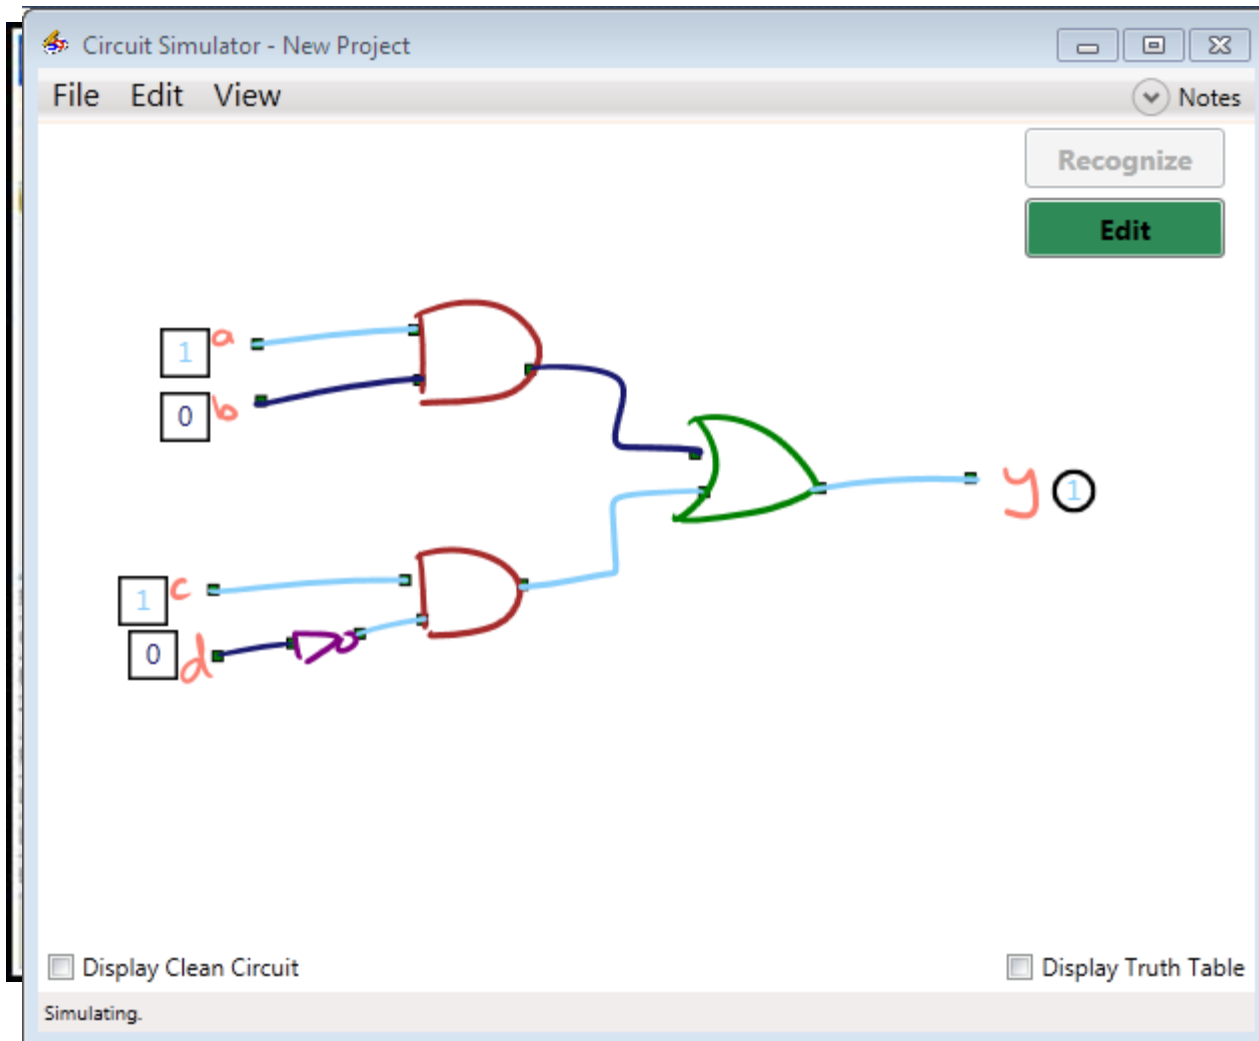 Circuit Simulator - New Project
File Edit View Notes
Recognize
Edit
1 a
0 b
y 1
1 c
0 d
Display Clean Circuit
Display Truth Table
Simulating.